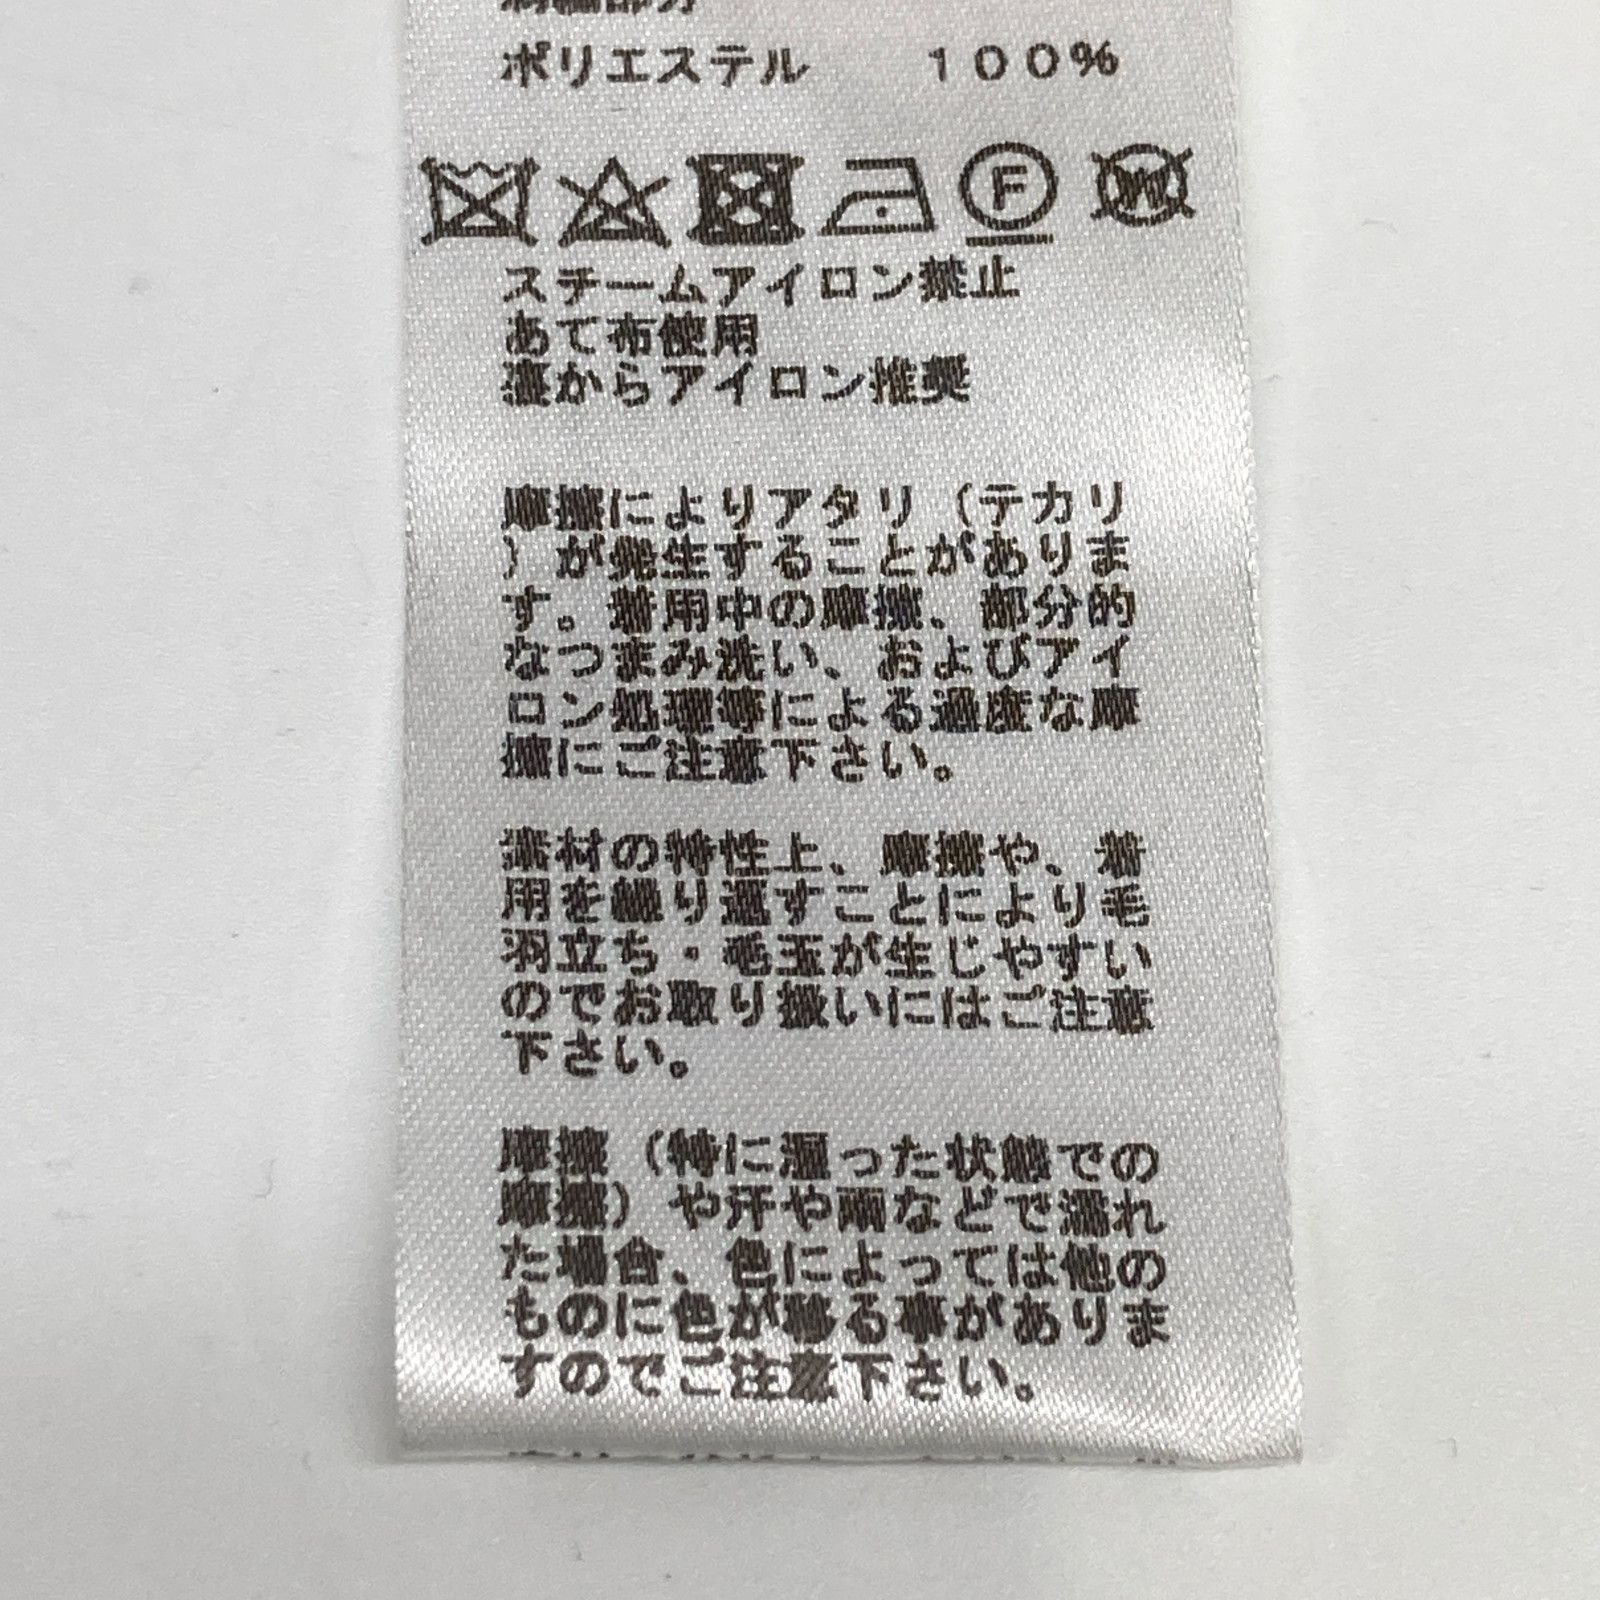 ポリエステル　１００％
F W
スチームアイロン禁止
あて布使用
裏からアイロン推奨
摩擦によりアタリ（テカリ
）が発生することがありま
す。着用中の摩擦、部分的
なつまみ洗い、およびアイ
ロン処理等による過度な摩
擦にご注意下さい。
素材の特性上、摩擦や、着
用を繰り返すことにより毛
羽立ち・毛玉が生じやすい
のでお取り扱いにはご注意
下さい。
摩擦（特に湿った状態での
摩擦）や汗や雨などで濡れ
た場合、色によっては他の
ものに色が移る事がありま
すのでご注意下さい。